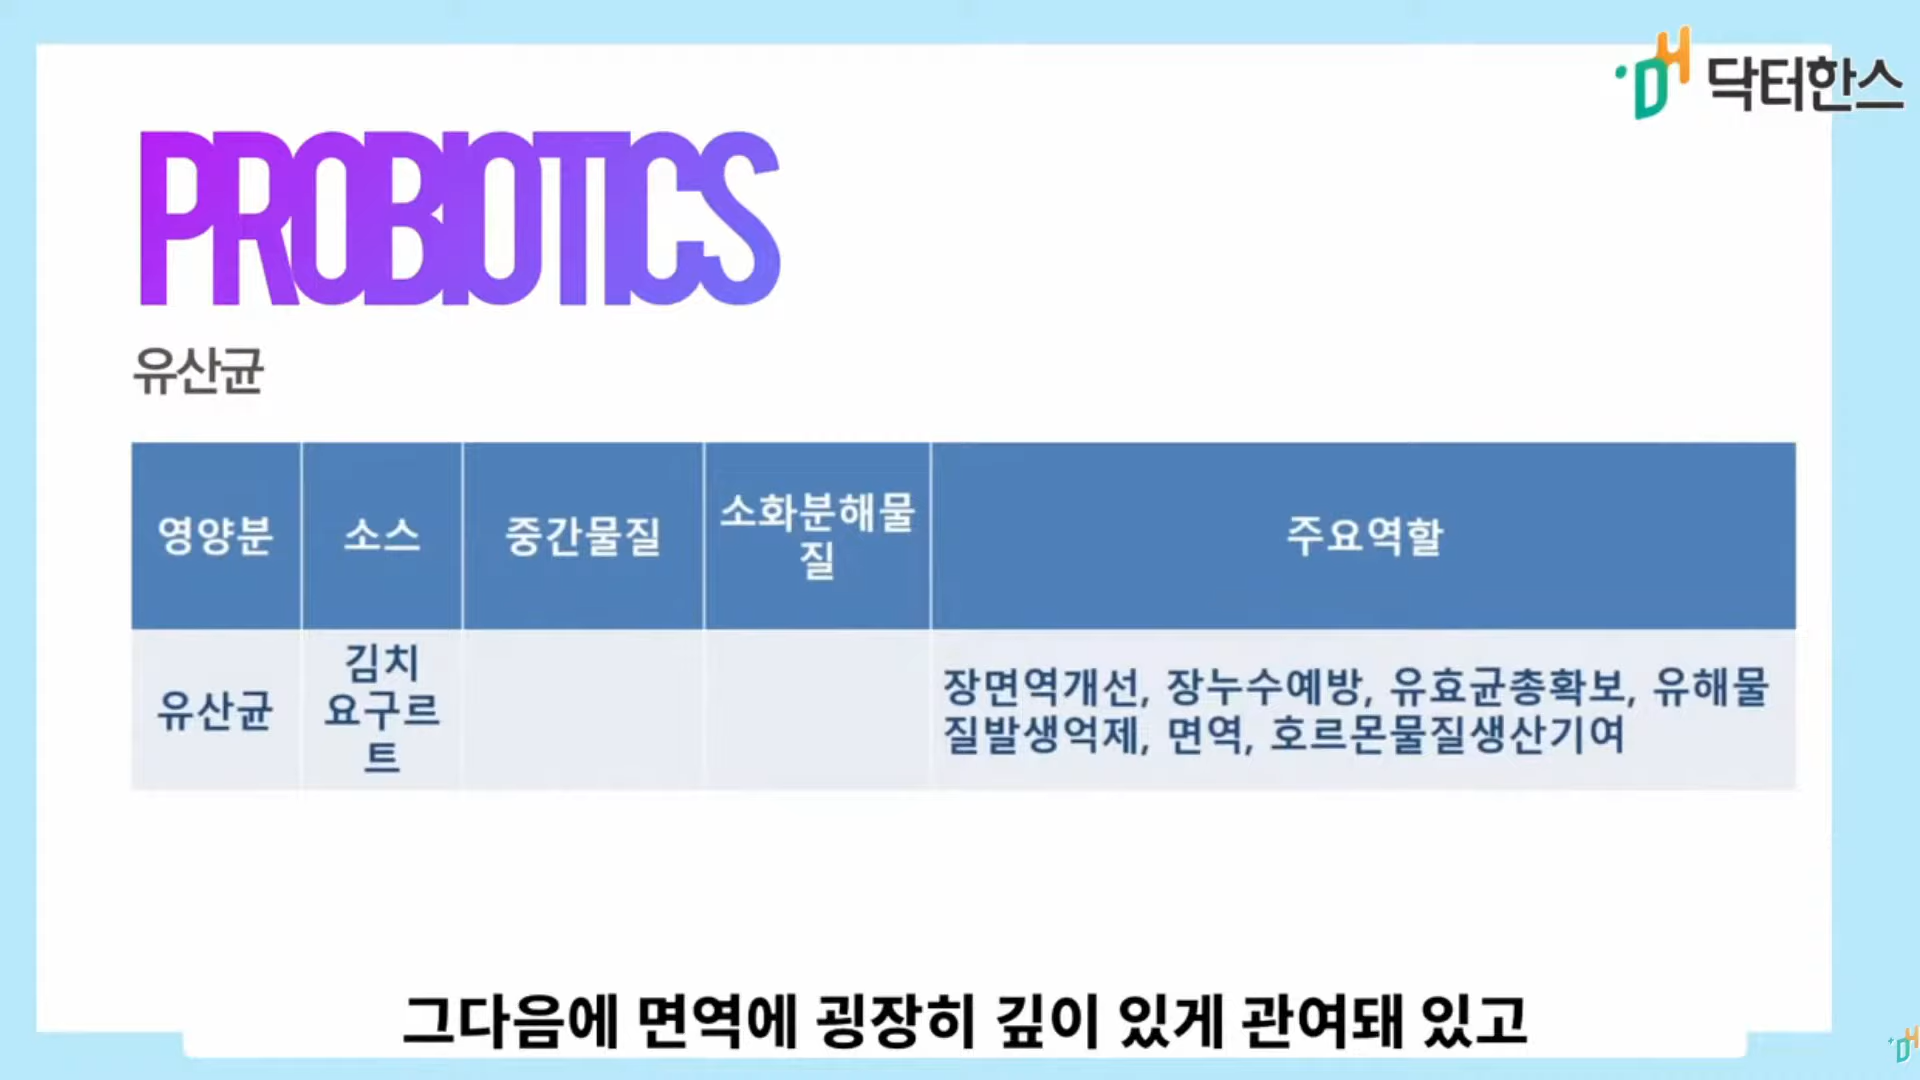 닥터한스
PROBIOTICS
유산균
영양분
소스
중간물질
소화분해물
질
주요역할
유산균
김치
요구르
트
장면역개선, 장누수예방, 유효균총확보, 유해물
질발생억제, 면역, 호르몬물질생산기여
그다음에 면역에 굉장히 깊이 있게 관여돼 있고